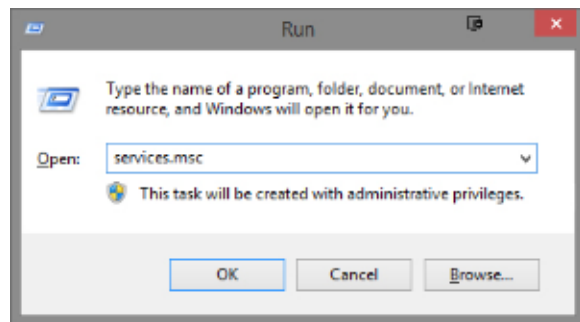 Run
Type the name of a program, folder, document, or Internet
resource, and Windows will open it for you.
Open: services.msc
This task will be created with administrative privileges.
OK Cancel Browse...